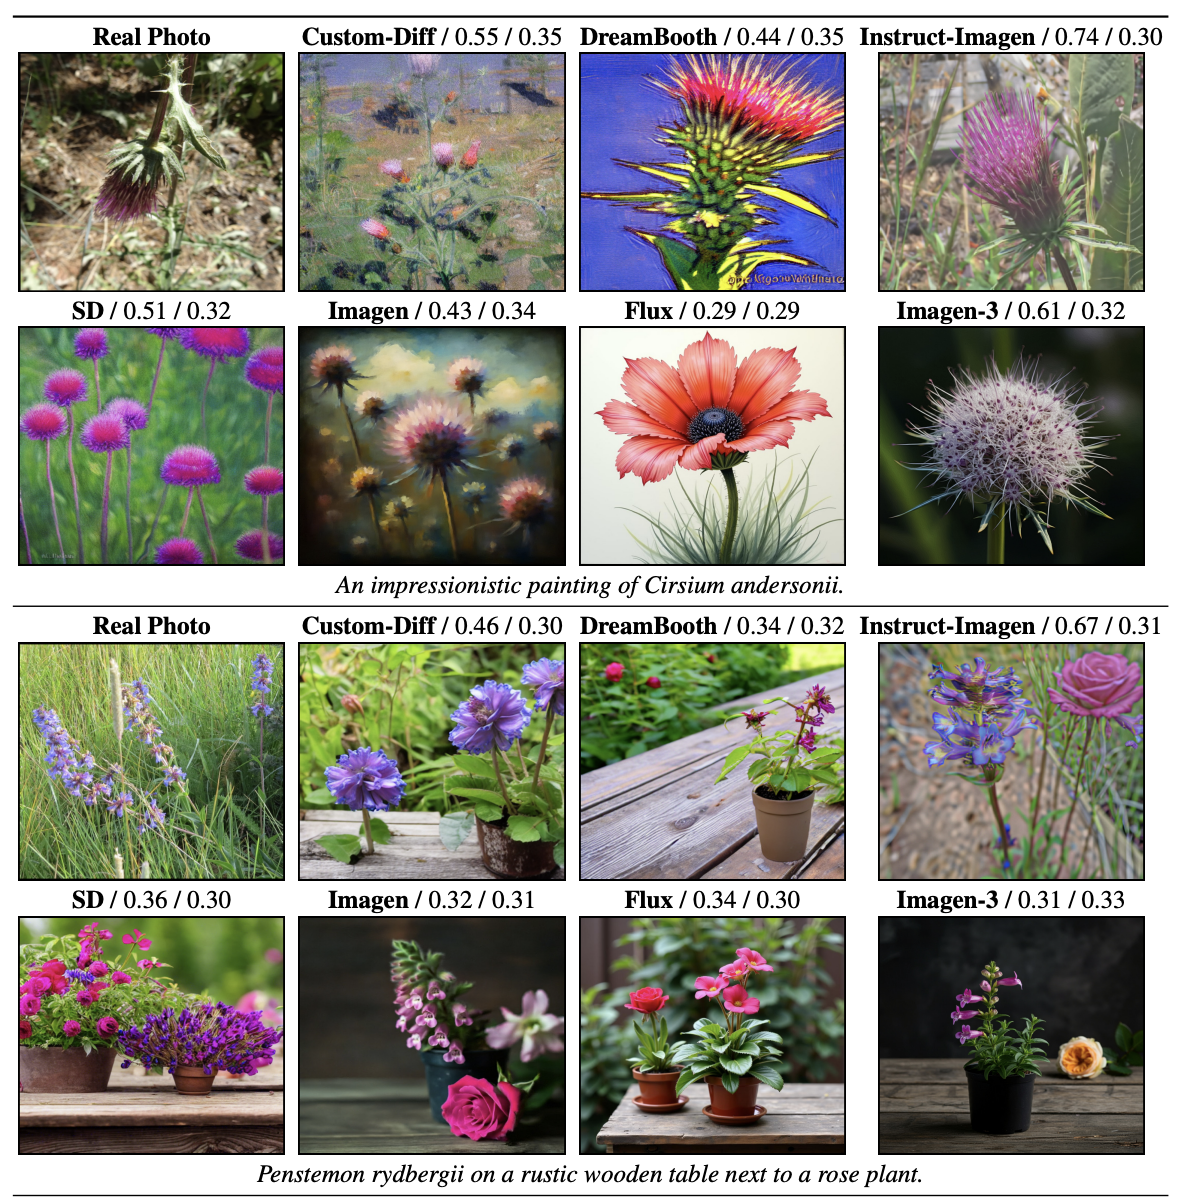 Real Photo
Custom-Diff / 0.55 / 0.35
DreamBooth / 0.44 / 0.35
Instruct-Imagen / 0.74 / 0.30
SD / 0.51 / 0.32
Imagen / 0.43 / 0.34
Flux / 0.29 / 0.29
Imagen-3 / 0.61 / 0.32
An impressionistic painting of Cirsium andersonii.
Real Photo
Custom-Diff / 0.46 / 0.30
DreamBooth / 0.34 / 0.32
Instruct-Imagen / 0.67 / 0.31
SD / 0.36 / 0.30
Imagen / 0.32 / 0.31
Flux / 0.34 / 0.30
Imagen-3 / 0.31 / 0.33
Penstemon rydbergii on a rustic wooden table next to a rose plant.